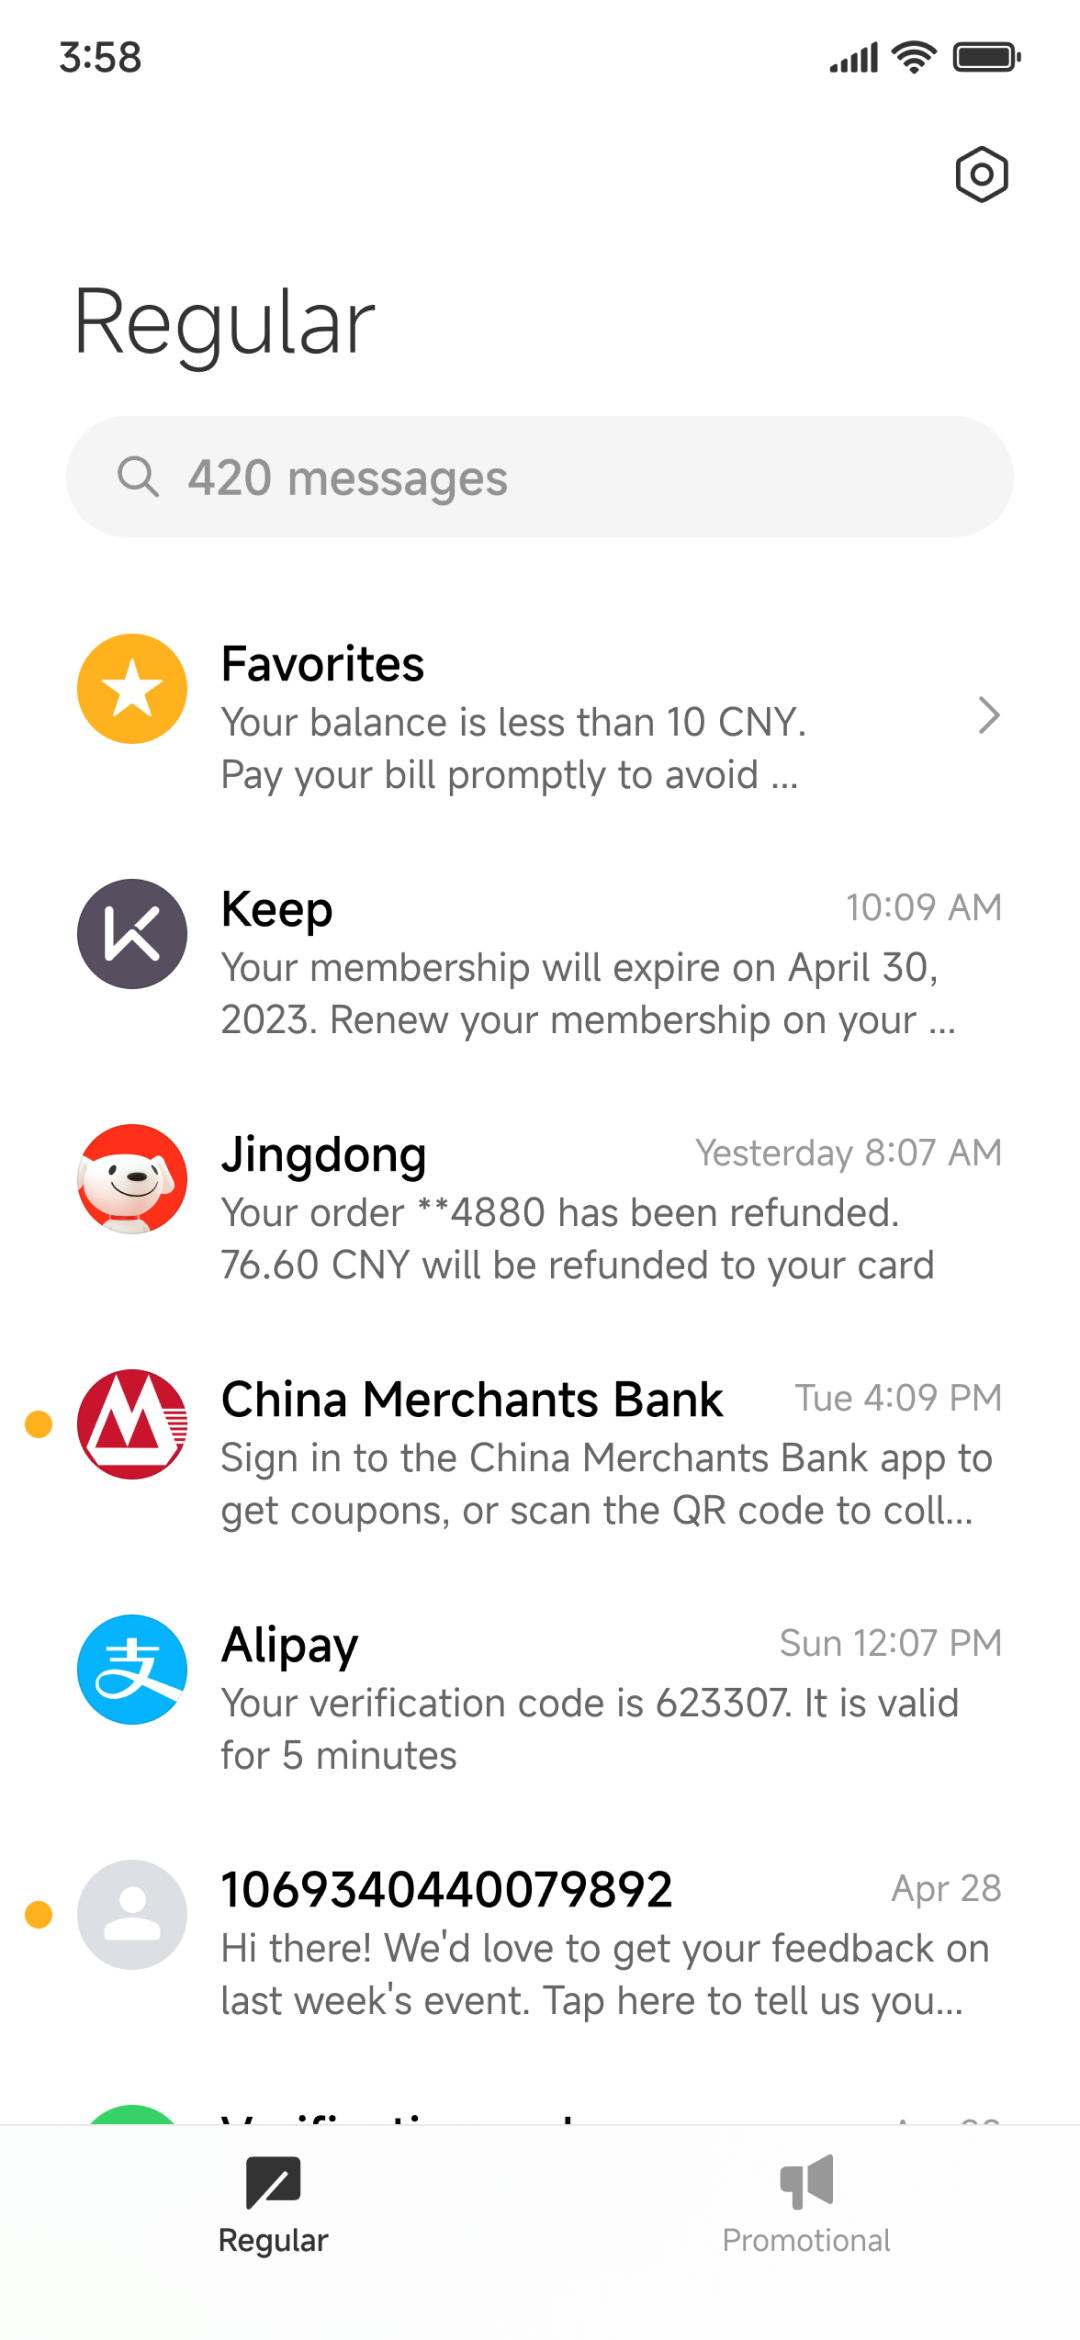 3:58
Regular
420 messages
Favorites
Your balance is less than 10 CNY.
Pay your bill promptly to avoid ...
Keep
10:09 AM
Your membership will expire on April 30,
2023. Renew your membership on your ...
Jingdong
Yesterday 8:07 AM
Your order **4880 has been refunded.
76.60 CNY will be refunded to your card
China Merchants Bank
Tue 4:09 PM
Sign in to the China Merchants Bank app to
get coupons, or scan the QR code to coll...
支
Alipay
Sun 12:07 PM
Your verification code is 623307. It is valid
for 5 minutes
1069340440079892
Apr 28
Hi there! We'd love to get your feedback on
last week's event. Tap here to tell us you...
Regular
Promotional